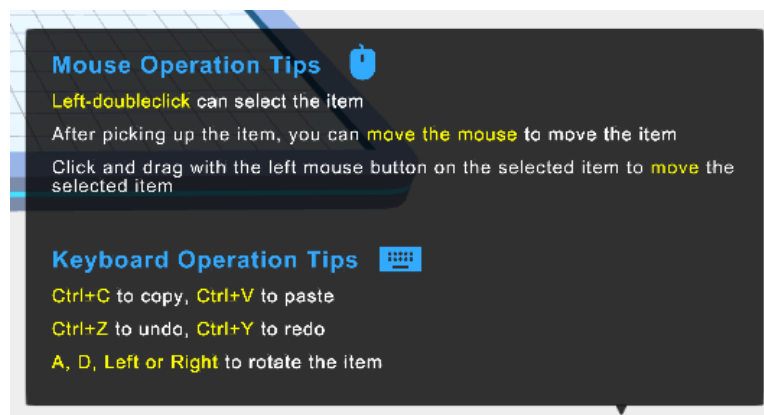 Mouse Operation Tips
Left-doubleclick can select the item
After picking up the item, you can move the mouse to move the item
Click and drag with the left mouse button on the selected item to move the
selected item
Keyboard Operation Tips
Ctrl+C to copy, Ctrl+V to paste
Ctrl+Z to undo, Ctrl+Y to redo
A, D, Left or Right to rotate the item